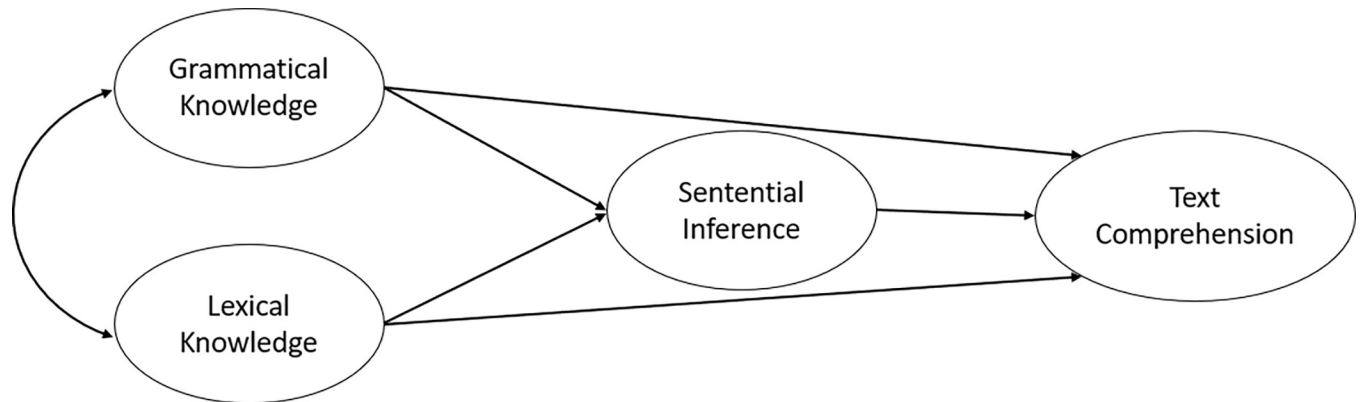 Grammatical
Knowledge
Sentential
Inference
Text
Comprehension
Lexical
Knowledge